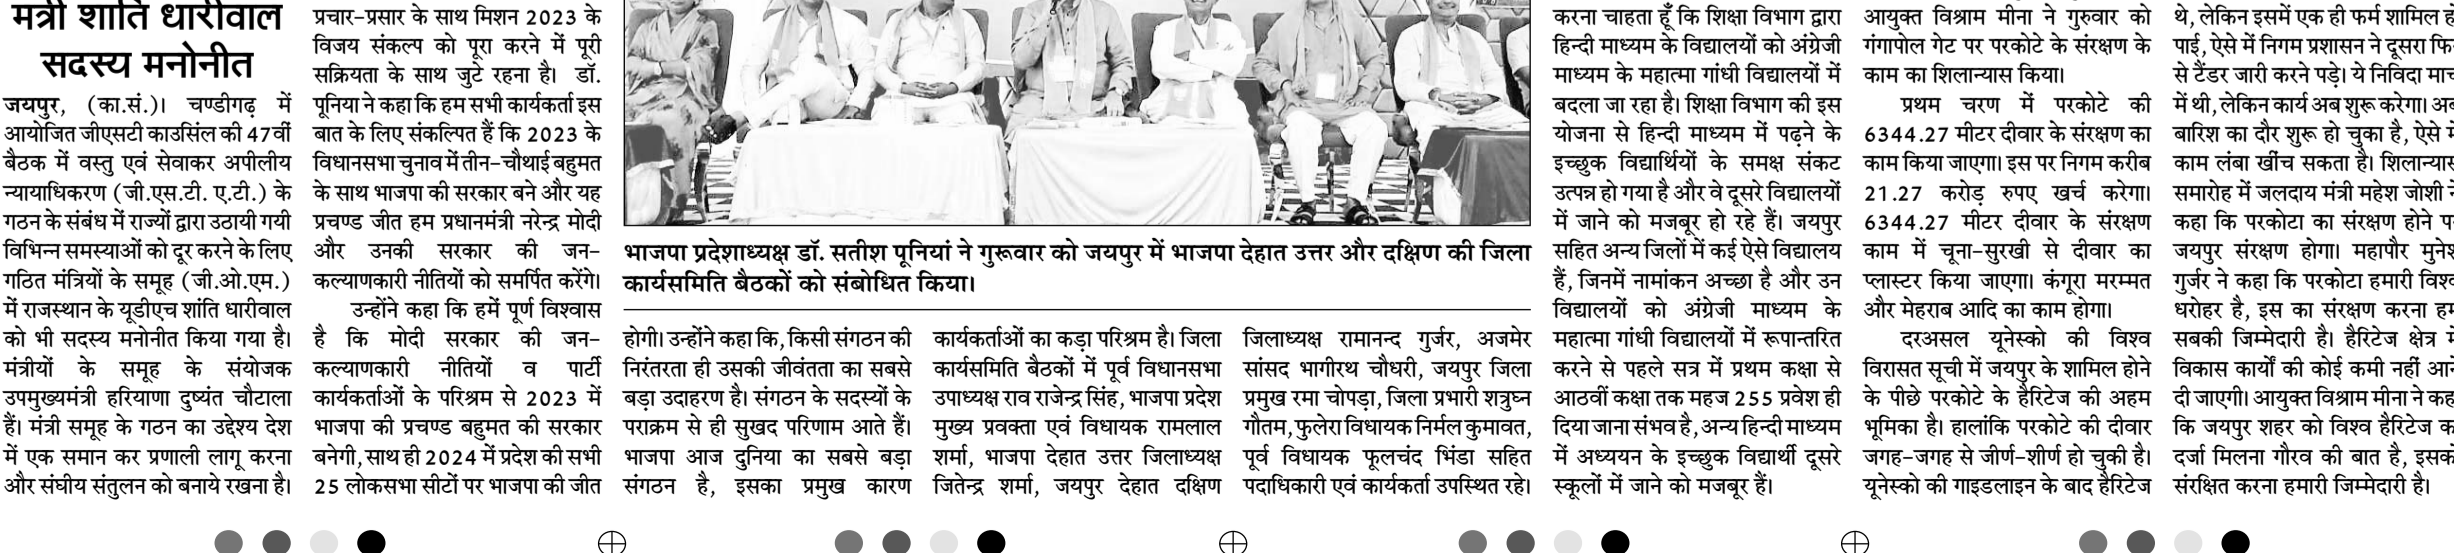 मंत्री शांति धारीवाल
सदस्य मनोनीत
जयपुर, (का.सं.)। चण्डीगढ़ में
आयोजित जीएसटी काउसिंल की 47वीं
बैठक में वस्तु एवं सेवाकर अपीलीय
न्यायाधिकरण (जी.एस.टी. ए.टी.) के
गठन के संबंध में राज्यों द्वारा उठायी गयी
विभिन्न समस्याओं को दूर करने के लिए
गठित मंत्रियों के समूह (जी.ओ.एम.)
में राजस्थान के यूडीएच शांति धारीवाल
को भी सदस्य मनोनीत किया गया है।
मंत्रीयों के समूह के संयोजक
उपमुख्यमंत्री हरियाणा दुष्यंत चौटाला
हैं। मंत्री समूह के गठन का उद्देश्य देश
में एक समान कर प्रणाली लागू करना
और संघीय संतुलन को बनाये रखना है।
प्रचार-प्रसार के साथ मिशन 2023 के
विजय संकल्प को पूरा करने में पूरी
सक्रियता के साथ जुटे रहना है। डॉ.
पूनिया ने कहा कि हम सभी कार्यकर्ता इस
बात के लिए संकल्पित हैं कि 2023 के
विधानसभा चुनाव में तीन-चौथाई बहुमत
के साथ भाजपा की सरकार बने और यह
प्रचण्ड जीत हम प्रधानमंत्री नरेन्द्र मोदी
और उनकी सरकार की जन-
कल्याणकारी नीतियों को समर्पित करेंगे।
उन्होंने कहा कि हमें पूर्ण विश्वास
है कि मोदी सरकार की जन-
कल्याणकारी नीतियों व पार्टी
कार्यकर्ताओं के परिश्रम से 2023 में
भाजपा की प्रचण्ड बहुमत की सरकार
बनेगी, साथ ही 2024 में प्रदेश की सभी
25 लोकसभा सीटों पर भाजपा की जीत
भाजपा प्रदेशाध्यक्ष डॉ. सतीश पूनियां ने गुरूवार को जयपुर में भाजपा देहात उत्तर और दक्षिण की जिला
कार्यसमिति बैठकों को संबोधित किया।
होगी। उन्होंने कहा कि, किसी संगठन की
निरंतरता ही उसकी जीवंतता का सबसे
बड़ा उदाहरण है। संगठन के सदस्यों के
पराक्रम से ही सुखद परिणाम आते हैं।
भाजपा आज दुनिया का सबसे बड़ा
संगठन है, इसका प्रमुख कारण
कार्यकर्ताओं का कड़ा परिश्रम है। जिला
कार्यसमिति बैठकों में पूर्व विधानसभा
उपाध्यक्ष राव राजेन्द्र सिंह, भाजपा प्रदेश
मुख्य प्रवक्ता एवं विधायक रामलाल
शर्मा, भाजपा देहात उत्तर जिलाध्यक्ष
जितेन्द्र शर्मा, जयपुर देहात दक्षिण
जिलाध्यक्ष रामानन्द गुर्जर, अजमेर
सांसद भागीरथ चौधरी, जयपुर जिला
प्रमुख रमा चोपड़ा, जिला प्रभारी शत्रुघ्न
गौतम, फुलेरा विधायक निर्मल कुमावत,
पूर्व विधायक फूलचंद भिंडा सहित
पदाधिकारी एवं कार्यकर्ता उपस्थित रहे।
करना चाहता हूँ कि शिक्षा विभाग द्वारा
हिन्दी माध्यम के विद्यालयों को अंग्रेजी
माध्यम के महात्मा गांधी विद्यालयों में
बदला जा रहा है। शिक्षा विभाग की इस
योजना से हिन्दी माध्यम में पढ़ने के
इच्छुक विद्यार्थियों के समक्ष संकट
उत्पन्न हो गया है और वे दूसरे विद्यालयों
में जाने को मजबूर हो रहे हैं। जयपुर
सहित अन्य जिलों में कई ऐसे विद्यालय
हैं, जिनमें नामांकन अच्छा है और उन
विद्यालयों को अंग्रेजी माध्यम के
महात्मा गांधी विद्यालयों में रूपान्तरित
करने से पहले सत्र में प्रथम कक्षा से
आठवीं कक्षा तक महज 255 प्रवेश ही
दिया जाना संभव है, अन्य हिन्दी माध्यम
में अध्ययन के इच्छुक विद्यार्थी दूसरे
स्कूलों में जाने को मजबूर हैं।
आयुक्त विश्राम मीना ने गुरुवार को
गंगापोल गेट पर परकोटे के संरक्षण के
काम का शिलान्यास किया।
प्रथम चरण में परकोटे की
6344.27 मीटर दीवार के संरक्षण का
काम किया जाएगा। इस पर निगम करीब
21.27 करोड़ रुपए खर्च करेगा।
6344.27 मीटर दीवार के संरक्षण
काम में चूना-सुरखी से दीवार का
प्लास्टर किया जाएगा। कंगूरा मरम्मत
और मेहराब आदि का काम होगा।
दरअसल यूनेस्को की विश्व
विरासत सूची में जयपुर के शामिल होने
के पीछे परकोटे के हैरिटेज की अहम
भूमिका है। हालांकि परकोटे की दीवार
जगह-जगह से जीर्ण-शीर्ण हो चुकी है।
यूनेस्को की गाइडलाइन के बाद हैरिटेज
थे, लेकिन इसमें एक ही फर्म शामिल
पाई, ऐसे में निगम प्रशासन ने दूसरा
से टैंडर जारी करने पड़े। ये निविदा
में थी, लेकिन कार्य अब शुरू करेगा।
बारिश का दौर शुरू हो चुका है, ऐसे
काम लंबा खींच सकता है। शिलान्यास
समारोह में जलदाय मंत्री महेश जोशी
कहा कि परकोटा का संरक्षण होने
जयपुर संरक्षण होगा। महापौर
गुर्जर ने कहा कि परकोटा हमारी
धरोहर है, इस का संरक्षण करना
सबकी जिम्मेदारी है। हैरिटेज क्षेत्र
विकास कार्यों की कोई कमी नहीं
दी जाएगी। आयुक्त विश्राम मीना ने
कि जयपुर शहर को विश्व हैरिटेज
दर्जा मिलना गौरव की बात है,
संरक्षित करना हमारी जिम्मेदारी है।